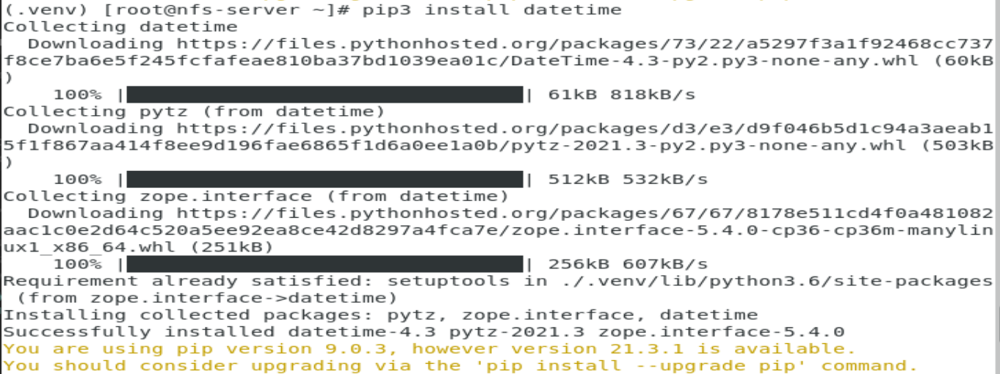 (.venv) [root@nfs-server ~]# pip3 install datetime
Collecting datetime
  Downloading https://files.pythonhosted.org/packages/73/22/a5297f3a1f92468cc737
f8ce7ba6e5f245fcfafeae810ba37bd1039ea01c/DateTime-4.3-py2.py3-none-any.whl (60kB
)
    100% |████████████████████████████████| 61kB 818kB/s
Collecting pytz (from datetime)
  Downloading https://files.pythonhosted.org/packages/d3/e3/d9f046b5d1c94a3aeab1
5f1f867aa414f8ee9d196fae6865f1d6a0ee1a0b/pytz-2021.3-py2.py3-none-any.whl (503kB
)
    100% |████████████████████████████████| 512kB 532kB/s
Collecting zope.interface (from datetime)
  Downloading https://files.pythonhosted.org/packages/67/67/8178e511cd4f0a481082
aac1c0e2d64c520a5ee92ea8ce42d8297a4fca7e/zope.interface-5.4.0-cp36-cp36m-manylin
ux1_x86_64.whl (251kB)
    100% |████████████████████████████████| 256kB 607kB/s
Requirement already satisfied: setuptools in ./.venv/lib/python3.6/site-packages
 (from zope.interface->datetime)
Installing collected packages: pytz, zope.interface, datetime
Successfully installed datetime-4.3 pytz-2021.3 zope.interface-5.4.0
You are using pip version 9.0.3, however version 21.3.1 is available.
You should consider upgrading via the 'pip install --upgrade pip' command.